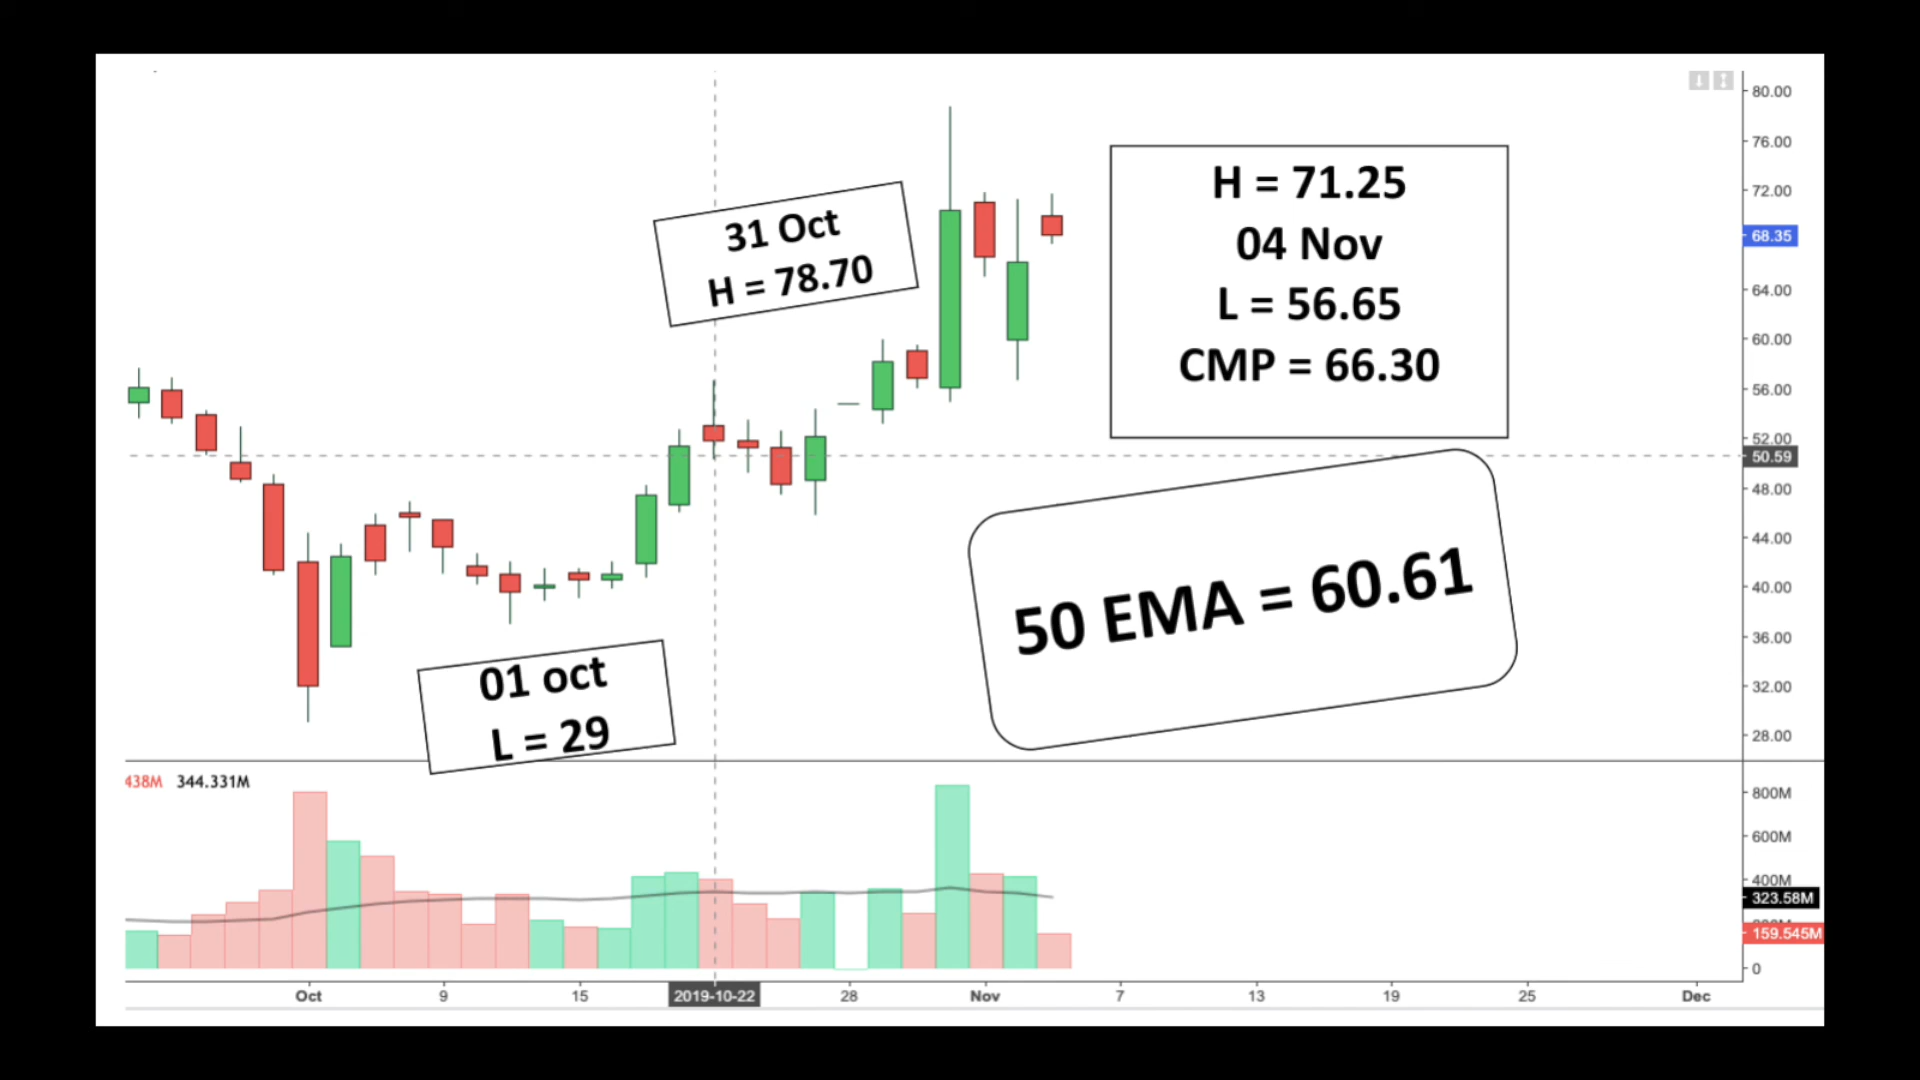 31 Oct
H = 78.70
H = 71.25
04 Nov
L = 56.65
CMP = 66.30
50 EMA = 60.61
01 oct
L = 29
80.00
76.00
72.00
68.35
64.00
60.00
56.00
52.00
50.59
48.00
44.00
40.00
36.00
32.00
28.00
438M 344.331M
800M
600M
400M
323.58M
159.545M
0
Oct 9 15 2019-10-22 28 Nov 7 13 19 25 Dec